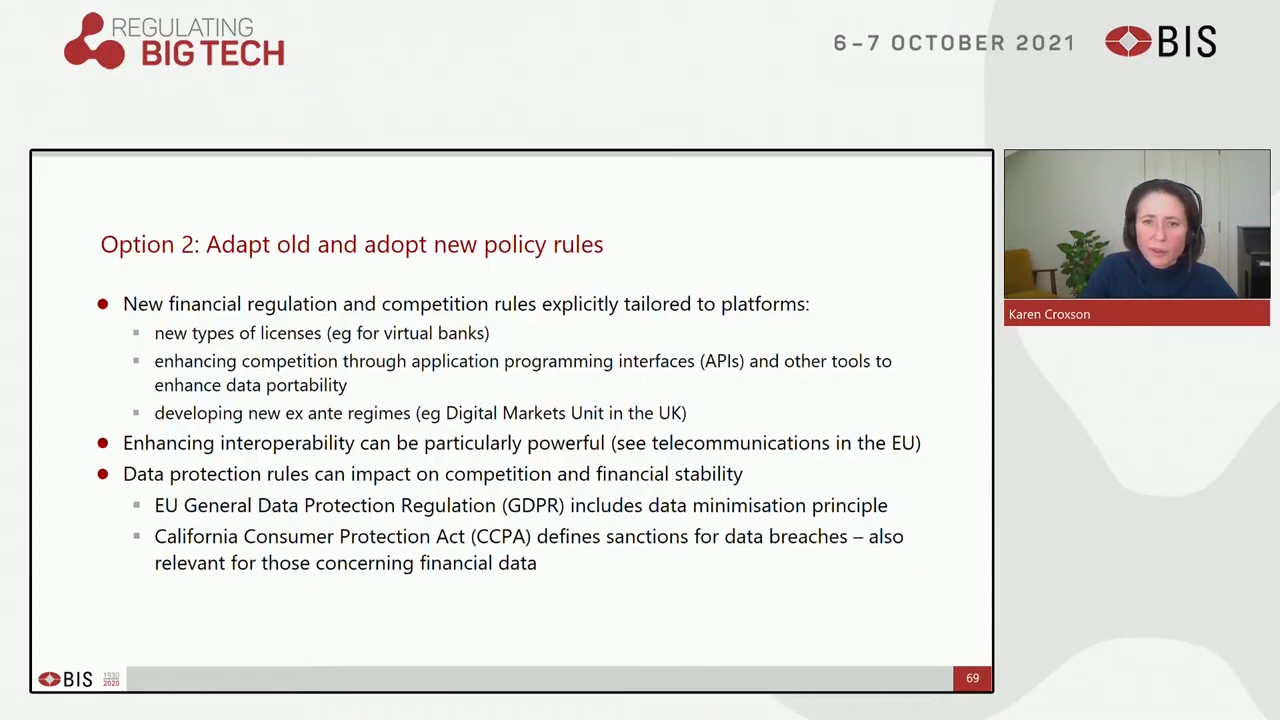 REGULATING
BIG TECH
6–7 OCTOBER 2021
BIS
Option 2: Adapt old and adopt new policy rules
New financial regulation and competition rules explicitly tailored to platforms:
new types of licenses (eg for virtual banks)
enhancing competition through application programming interfaces (APIs) and other tools to
enhance data portability
developing new ex ante regimes (eg Digital Markets Unit in the UK)
Enhancing interoperability can be particularly powerful (see telecommunications in the EU)
Data protection rules can impact on competition and financial stability
EU General Data Protection Regulation (GDPR) includes data minimisation principle
California Consumer Protection Act (CCPA) defines sanctions for data breaches – also
relevant for those concerning financial data
Karen Croxson
BIS
1930
2020
69